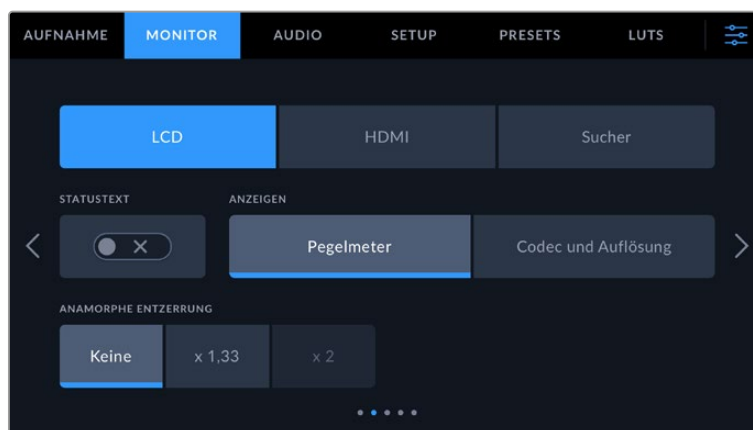 AUFNAHME MONITOR AUDIO SETUP PRESETS LUTS
LCD HDMI Sucher
STATUSTEXT ANZEIGEN
Pegelmeter Codec und Auflösung
ANAMORPHE ENTZERRUNG
Keine x 1,33 x 2